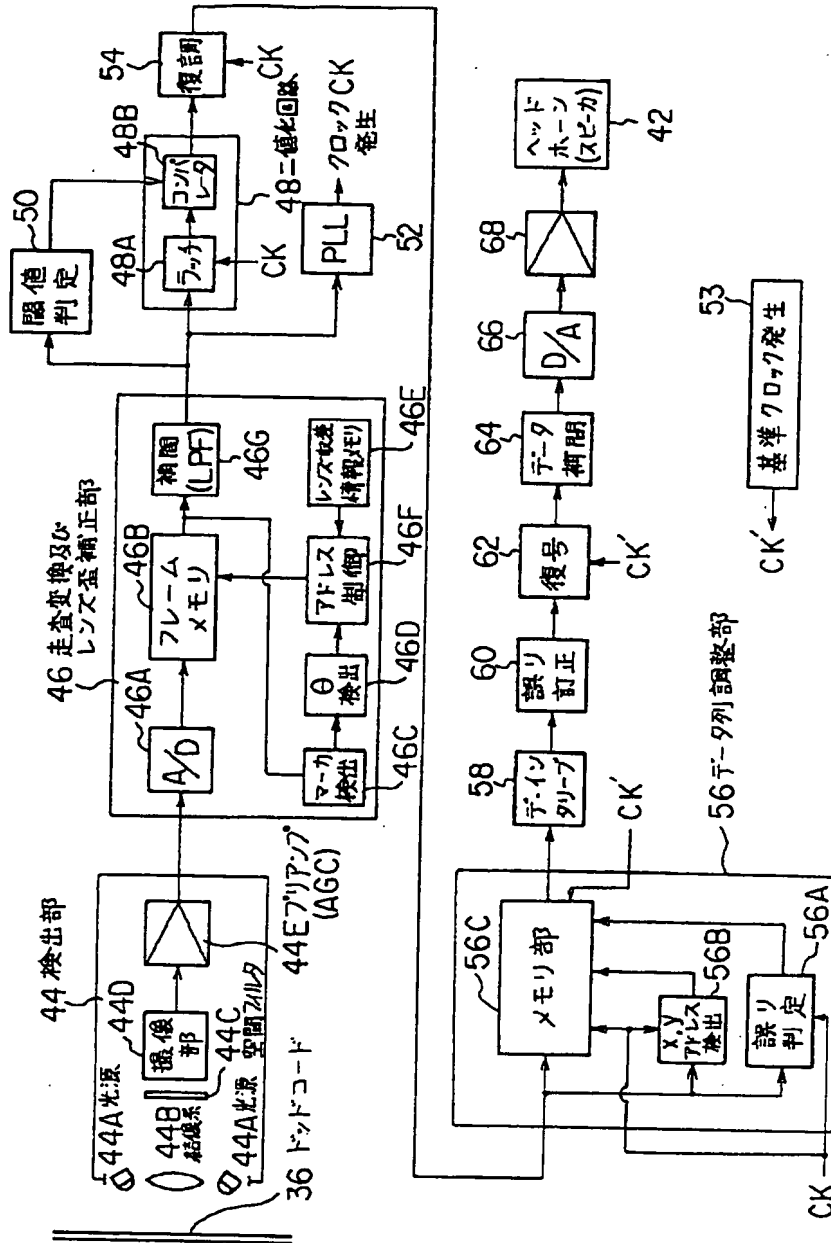 36 ドッドコード
44 検出部
44A 光源
44B
結像系
44A 光源
44C
空間フィルタ
44D
撮像
部
44E プリアンプ
(AGC)
46 走査変換及び
レンズ歪補正部
46A
A/D
46B
フレーム
メモリ
補間
(LPF)
46G
マーカ
検出
46C
θ
検出
46D
アドレス
制御
46F
レンズ収差
情報メモリ
46E
50
閾値
判定
48A
ラッチ
CK
48B
コンパ
レータ
48 二値化回路
PLL
52
クロックCK
発生
54
復調
CK
CK
56C
メモリ部
CK′
56B
x,y
アドレス
検出
誤り
判定
56A
56 データ列調整部
58
デ・イン
タリーブ
60
誤り
訂正
62
復号
CK′
64
データ
補間
66
D/A
68
ヘッド
ホーン
(スピーカ)
42
53
基準クロック発生
CK′